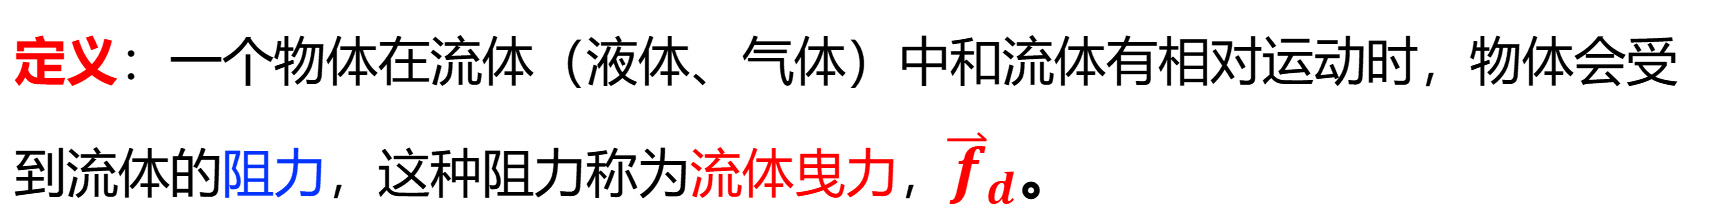 定义：一个物体在流体（液体、气体）中和流体有相对运动时，物体会受
到流体的阻力，这种阻力称为流体曳力，$\vec{f}_d$。